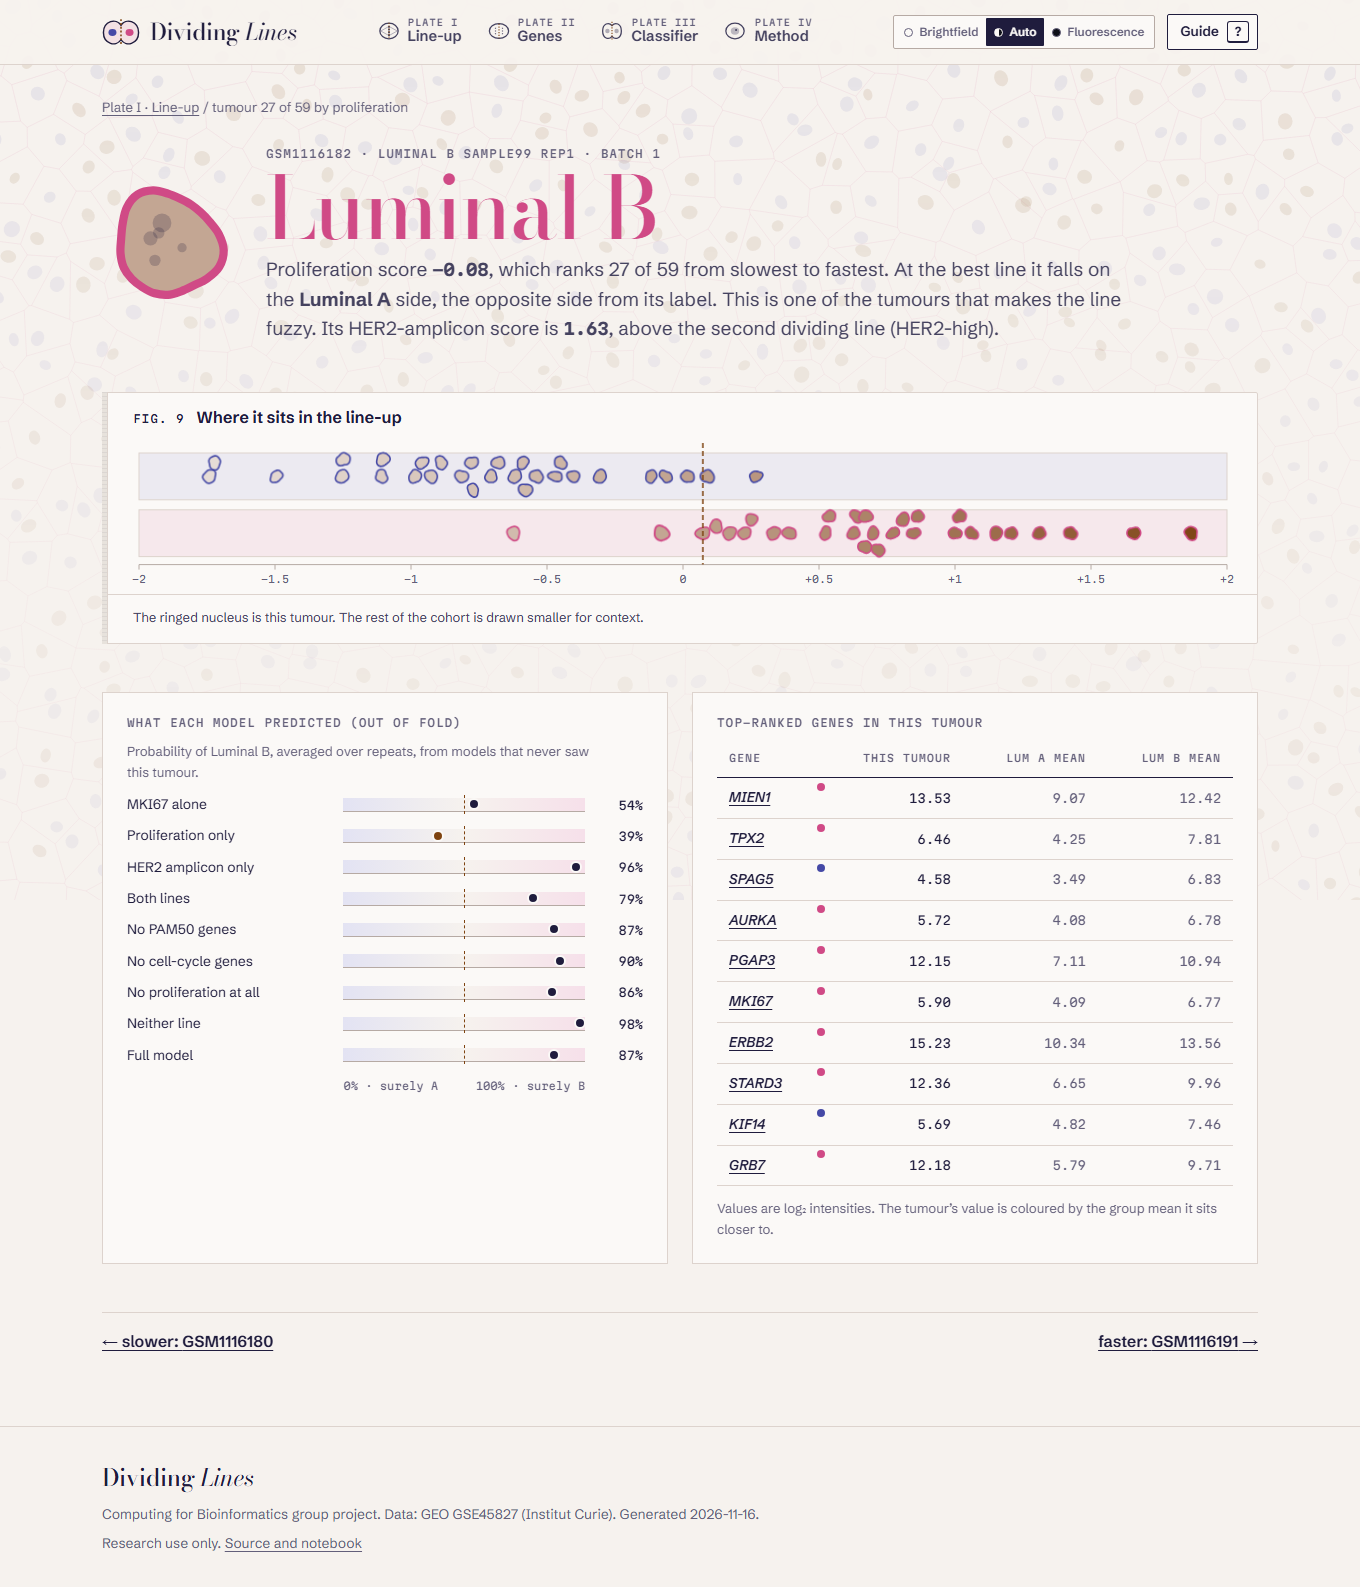 Dividing Lines
PLATE I
Line-up
PLATE II
Genes
PLATE III
Classifier
PLATE IV
Method
Brightfield
Auto
Fluorescence
Guide ?
Plate I · Line-up / tumour 27 of 59 by proliferation
GSM1116182 · LUMINAL B SAMPLE99 REP1 · BATCH 1
Luminal B
Proliferation score −0.08, which ranks 27 of 59 from slowest to fastest. At the best line it falls on
the Luminal A side, the opposite side from its label. This is one of the tumours that makes the line
fuzzy. Its HER2-amplicon score is 1.63, above the second dividing line (HER2-high).
FIG. 9 Where it sits in the line-up
−2 −1.5 −1 −0.5 0 +0.5 +1 +1.5 +2
The ringed nucleus is this tumour. The rest of the cohort is drawn smaller for context.
WHAT EACH MODEL PREDICTED (OUT OF FOLD)
Probability of Luminal B, averaged over repeats, from models that never saw
this tumour.
MKI67 alone 54%
Proliferation only 39%
HER2 amplicon only 96%
Both lines 79%
No PAM50 genes 87%
No cell-cycle genes 90%
No proliferation at all 86%
Neither line 98%
Full model 87%
0% · surely A 100% · surely B
TOP-RANKED GENES IN THIS TUMOUR
GENE THIS TUMOUR LUM A MEAN LUM B MEAN
MIEN1 13.53 9.07 12.42
TPX2 6.46 4.25 7.81
SPAG5 4.58 3.49 6.83
AURKA 5.72 4.08 6.78
PGAP3 12.15 7.11 10.94
MKI67 5.90 4.09 6.77
ERBB2 15.23 10.34 13.56
STARD3 12.36 6.65 9.96
KIF14 5.69 4.82 7.46
GRB7 12.18 5.79 9.71
Values are log₂ intensities. The tumour's value is coloured by the group mean it sits
closer to.
← slower: GSM1116180
faster: GSM1116191 →
Dividing Lines
Computing for Bioinformatics group project. Data: GEO GSE45827 (Institut Curie). Generated 2026-11-16.
Research use only. Source and notebook